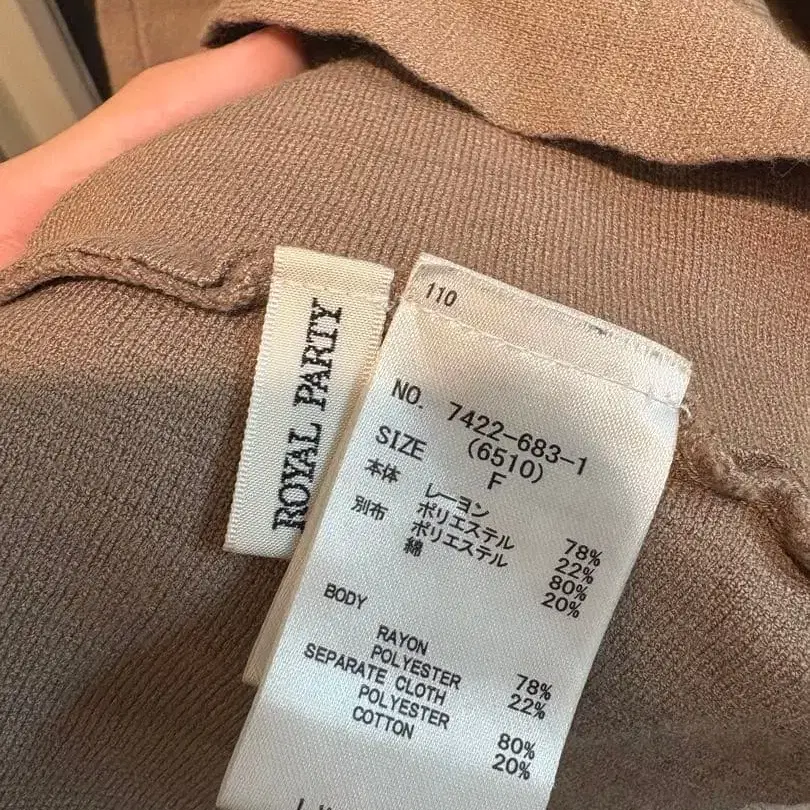 ROYAL PARTY
110
NO. 7422-683-1
(6510)
SIZE F
本体 レーヨン 78%
ポリエステル 22%
別布 ポリエステル 80%
綿 20%
BODY
RAYON 78%
POLYESTER 22%
SEPARATE CLOTH
POLYESTER 80%
COTTON 20%